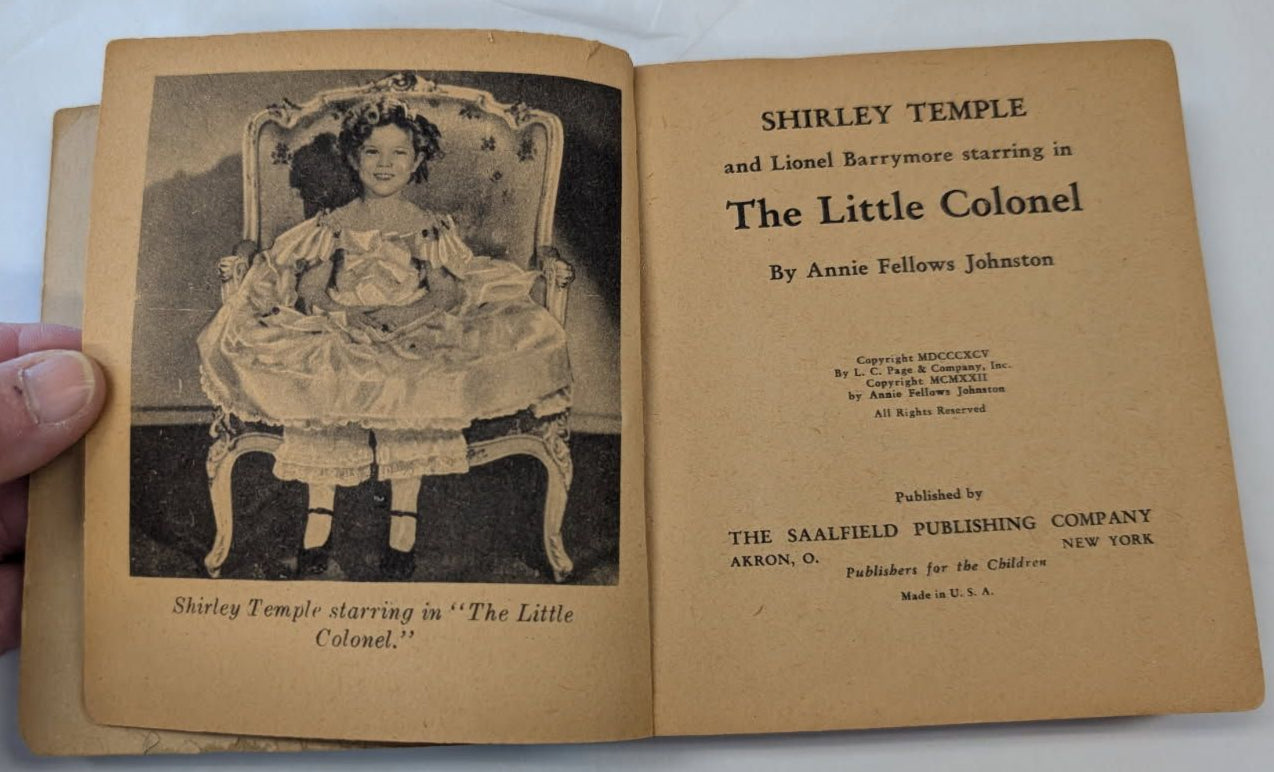 Shirley Temple starring in “The Little
Colonel.”
SHIRLEY TEMPLE
and Lionel Barrymore starring in
The Little Colonel
By Annie Fellows Johnston
Copyright MDCCCXCV
By L. C. Page & Company, Inc.
Copyright MCMXXII
by Annie Fellows Johnston
All Rights Reserved
Published by
THE SAALFIELD PUBLISHING COMPANY
AKRON, O. NEW YORK
Publishers for the Children
Made in U. S. A.